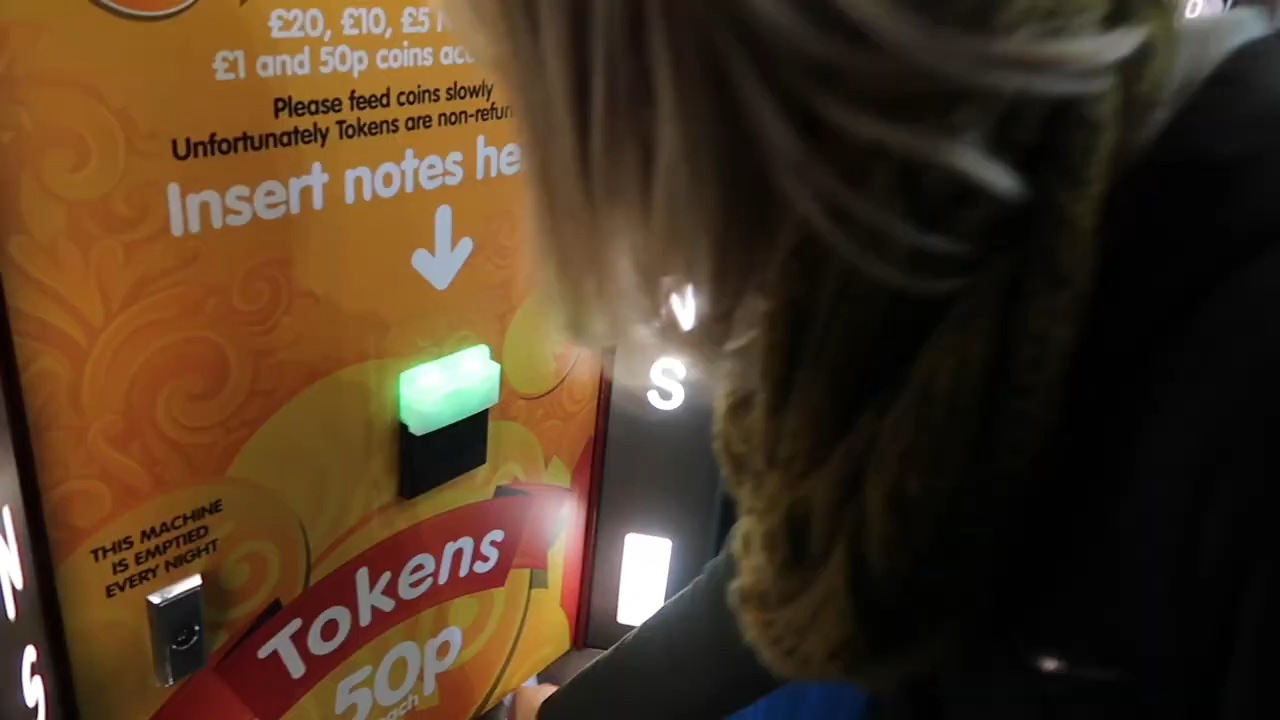 £20, £10, £5
£1 and 50p coins
Please feed coins slowly
Unfortunately Tokens are
Insert notes
THIS MACHINE
IS EMPTIED
EVERY NIGHT
Tokens
50p
each
N
S
N
S